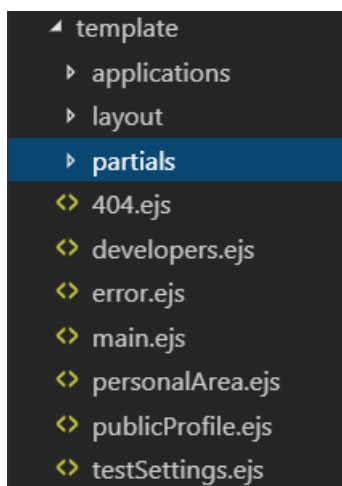 template
applications
layout
partials
404.ejs
developers.ejs
error.ejs
main.ejs
personalArea.ejs
publicProfile.ejs
testSettings.ejs